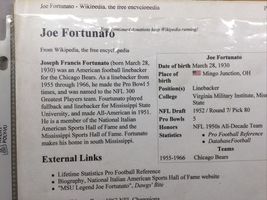 Joe Fortunato - Wikipedia, the free encyclopedia
Joe Fortunato
continued donations keep Wikipedia running!
From Wikipedia, the free encyclopedia
Joseph Francis Fortunato (born March 28,
1930) was an American football linebacker
for the Chicago Bears. As a linebacker from
1955 through 1966, he made the Pro Bowl 5
times, and was named to the NFL 300
Greatest Players team. Fourtunato played
fullback and linebacker for Mississippi State
University, and made All-American in 1951.
He is a member of the National Italian
American Sports Hall of Fame and the
Mississippi Sports Hall of Fame. Fortunato
makes his home in south Mississippi.
Joe Fortunato
Date of birth March 28, 1930
Place of birth Mingo Junction, OH
Position(s) Linebacker
College Virginia Military Institute, Miss
State
NFL Draft 1952 / Round 7/ Pick 80
Pro Bowls 5
Honors NFL 1950s All-Decade Team
Statistics
• Pro Football Reference
• DatabaseFootball
Teams
1955-1966 Chicago Bears
External Links
• Lifetime Statistics Pro Football Reference
• Biography, National Italian American Sports Hall of Fame website
• "MSU Legend Joe Fortunato", Dawgs' Bite